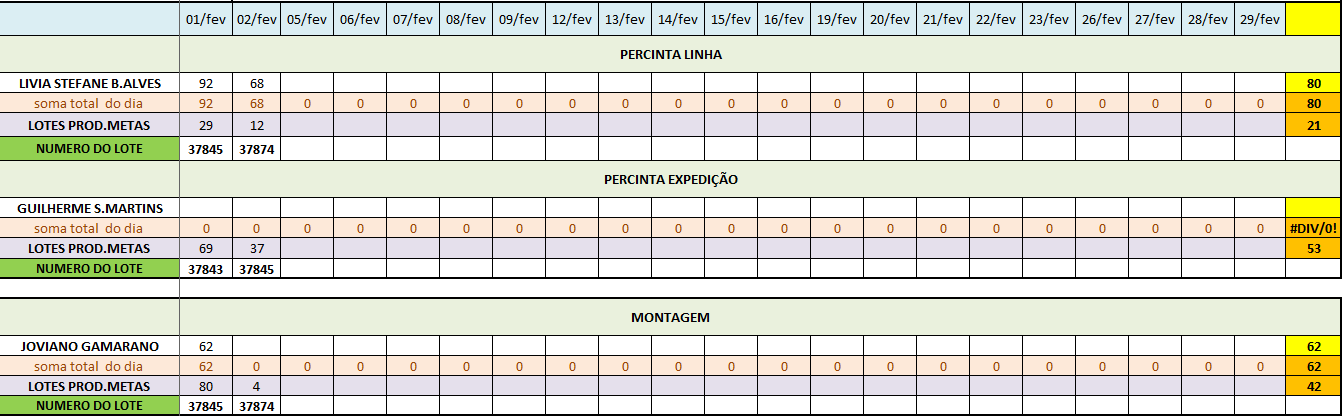 01/fev 02/fev 05/fev 06/fev 07/fev 08/fev 09/fev 12/fev 13/fev 14/fev 15/fev 16/fev 19/fev 20/fev 21/fev 22/fev 23/fev 26/fev 27/fev 28/fev 29/fev
PERCINTA LINHA
LIVIA STEFANE B.ALVES 92 68 80
soma total do dia 92 68 0 0 0 0 0 0 0 0 0 0 0 0 0 0 0 0 0 0 0 80
LOTES PROD.METAS 29 12 21
NUMERO DO LOTE 37845 37874
PERCINTA EXPEDIÇÃO
GUILHERME S.MARTINS
soma total do dia 0 0 0 0 0 0 0 0 0 0 0 0 0 0 0 0 0 0 0 0 0 #DIV/0!
LOTES PROD.METAS 69 37 53
NUMERO DO LOTE 37843 37845
MONTAGEM
JOVIANO GAMARANO 62 62
soma total do dia 62 0 0 0 0 0 0 0 0 0 0 0 0 0 0 0 0 0 0 0 0 62
LOTES PROD.METAS 80 4 42
NUMERO DO LOTE 37845 37874